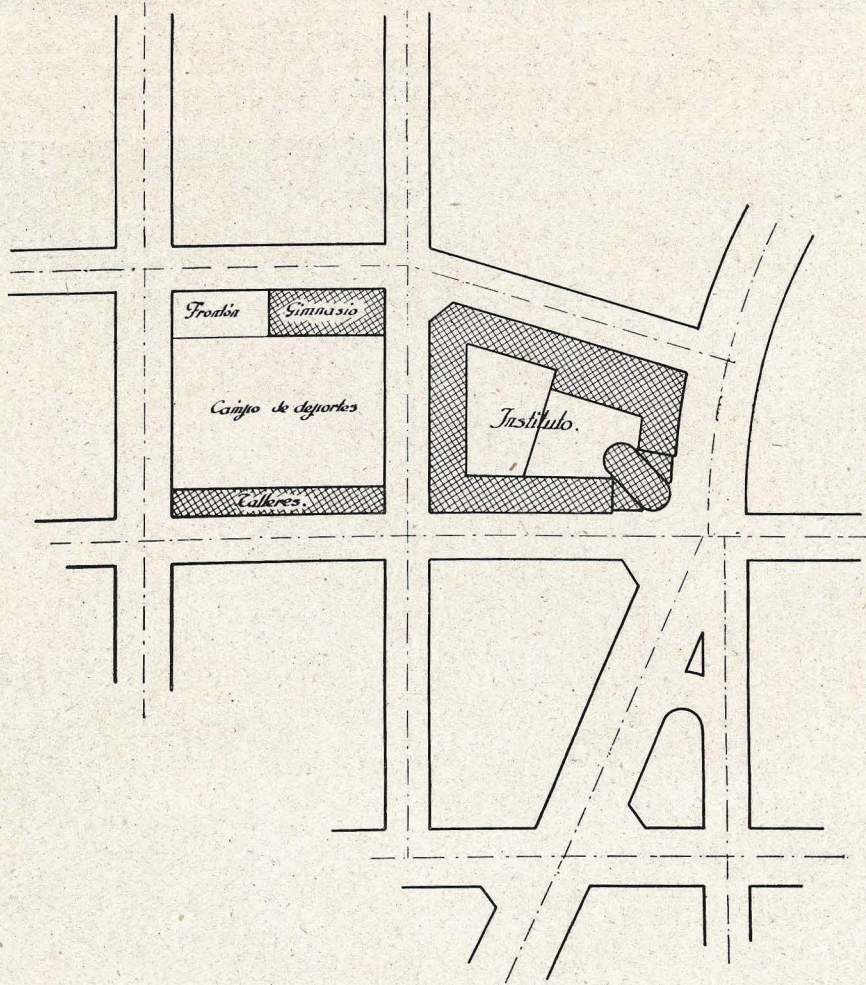 Frontón
Gimnasio
Campo de deportes
Instituto.
Talleres.